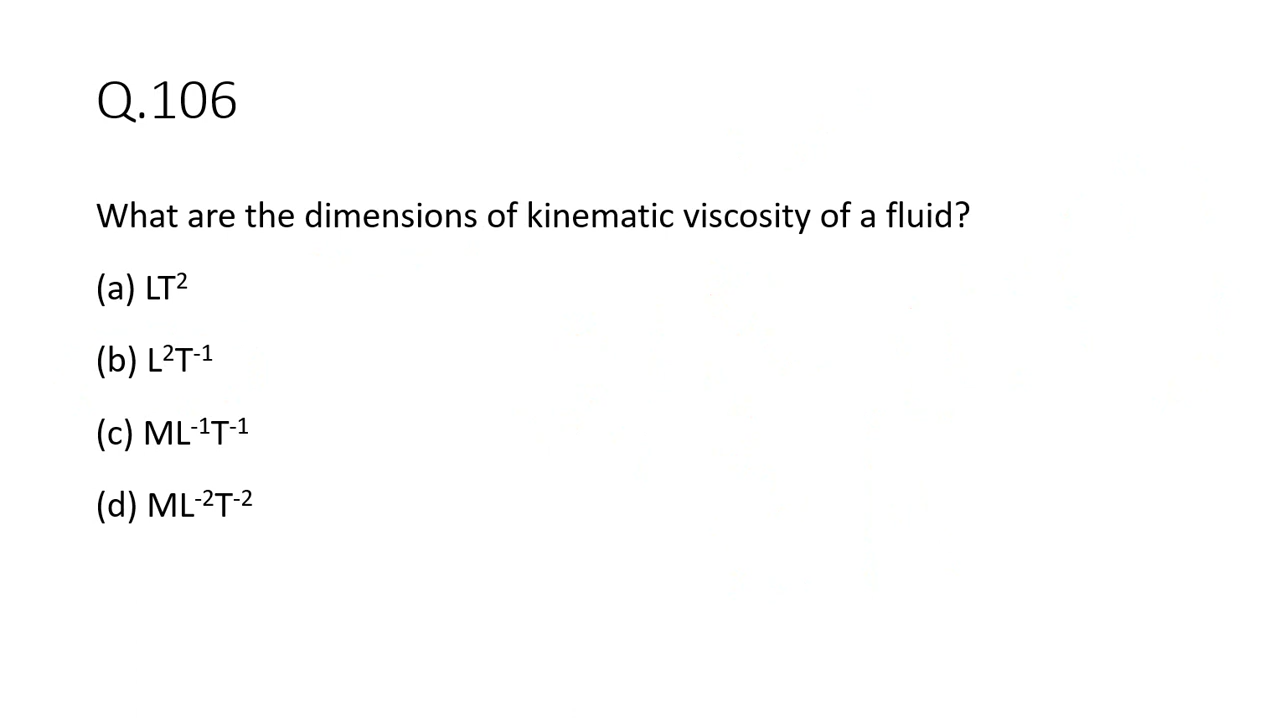 Q.106
What are the dimensions of kinematic viscosity of a fluid?
(a) LT²
(b) L²T⁻¹
(c) ML⁻¹T⁻¹
(d) ML⁻²T⁻²